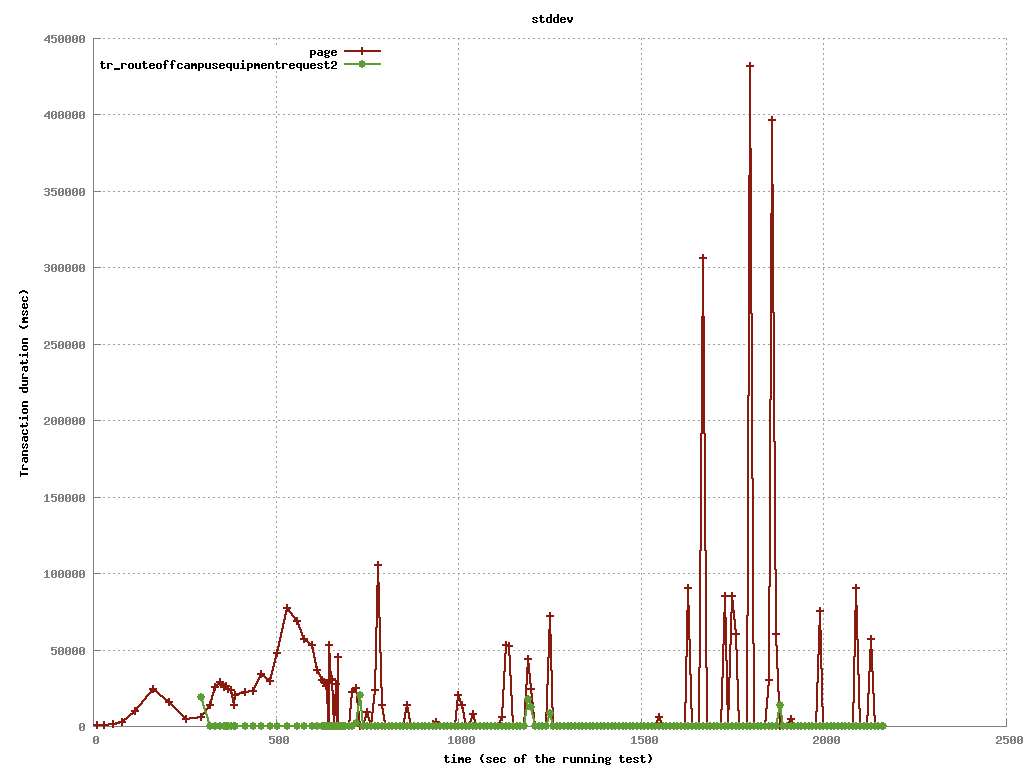 stddev
page
tr_routeoffcampusequipmentrequest2
450000
400000
350000
300000
250000
200000
150000
100000
50000
0
Transaction duration (msec)
0 500 1000 1500 2000 2500
time (sec of the running test)